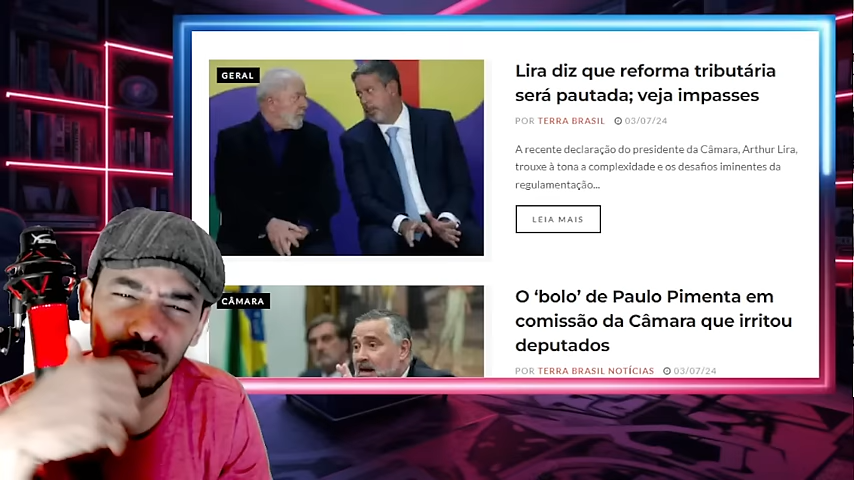 GERAL
Lira diz que reforma tributária
será pautada; veja impasses
POR TERRA BRASIL 03/07/24
A recente declaração do presidente da Câmara, Arthur Lira,
trouxe à tona a complexidade e os desafios iminentes da
regulamentação...
LEIA MAIS
CÂMARA
O ‘bolo’ de Paulo Pimenta em
comissão da Câmara que irritou
deputados
POR TERRA BRASIL NOTÍCIAS 03/07/24